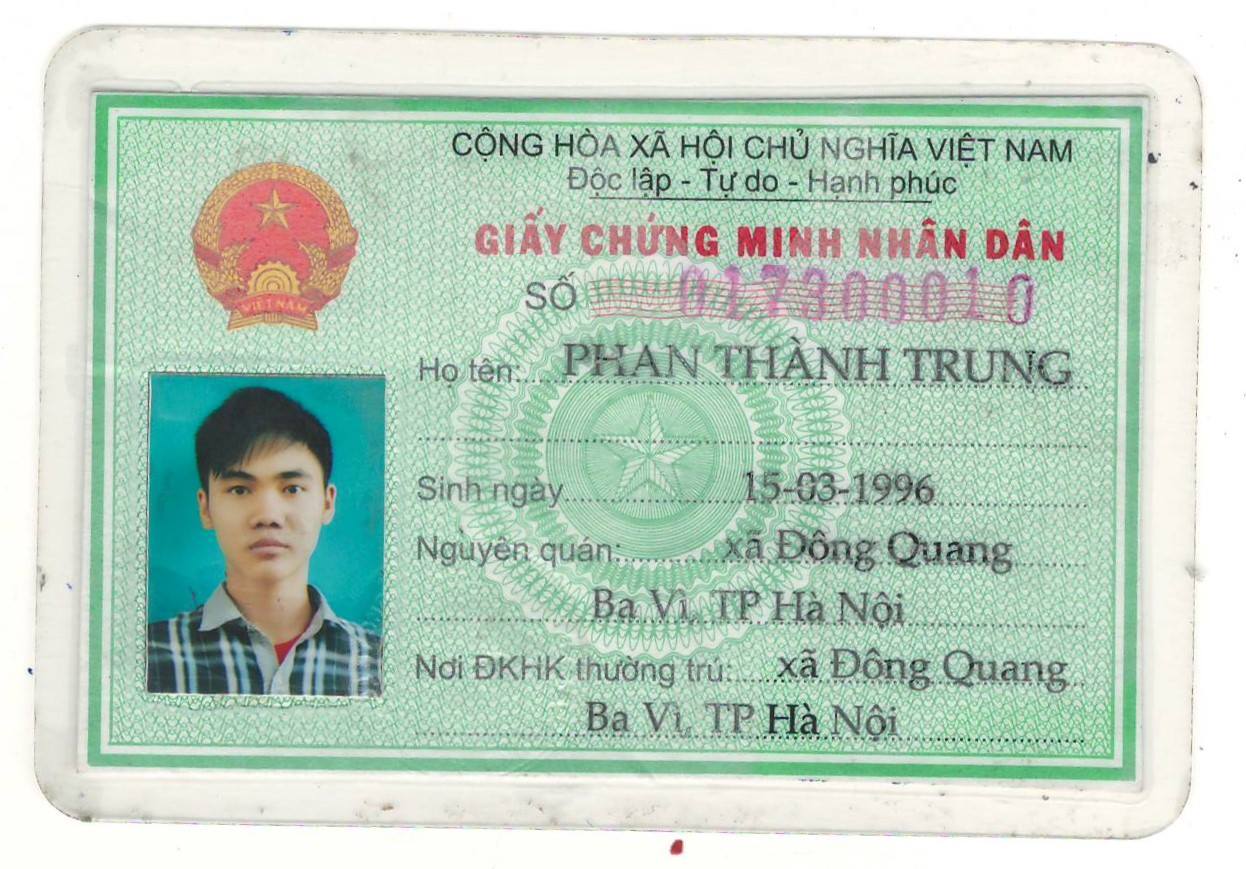 CỘNG HÒA XÃ HỘI CHỦ NGHĨA VIỆT NAM
Độc lập - Tự do - Hạnh phúc
GIẤY CHỨNG MINH NHÂN DÂN
SỐ 017300010
VIỆT NAM
Họ tên: PHAN THÀNH TRUNG
Sinh ngày 15-03-1996
Nguyên quán: xã Đông Quang
Ba Vì, TP Hà Nội
Nơi ĐKHK thường trú: xã Đông Quang
Ba Vì, TP Hà Nội